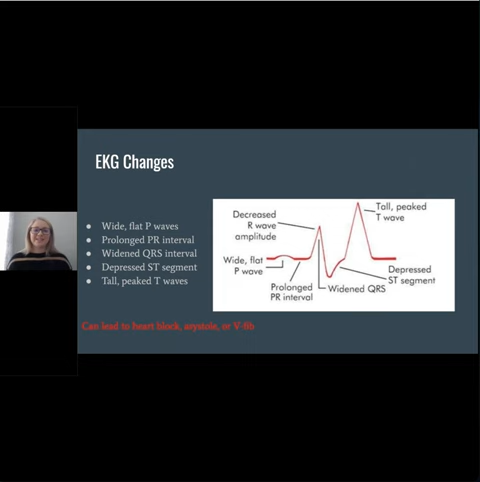 EKG Changes
Wide, flat P waves
Prolonged PR interval
Widened QRS interval
Depressed ST segment
Tall, peaked T waves
Can lead to heart block, asystole, or V-fib
Tall, peaked
T wave
Decreased
R wave
amplitude
Wide, flat
P wave
Prolonged
PR interval
Widened QRS
Depressed
ST segment